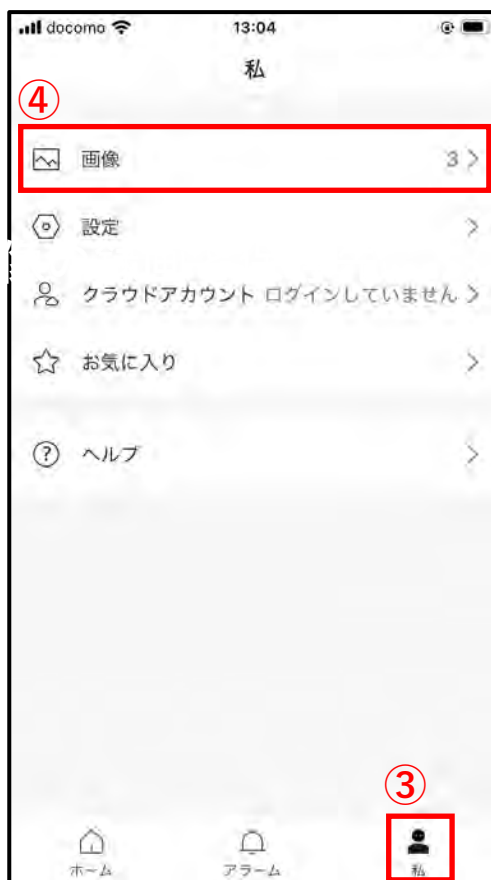 docomo 13:04
私
④
画像 3
設定
クラウドアカウント ログインしていません
お気に入り
ヘルプ
③
ホーム アラーム 私